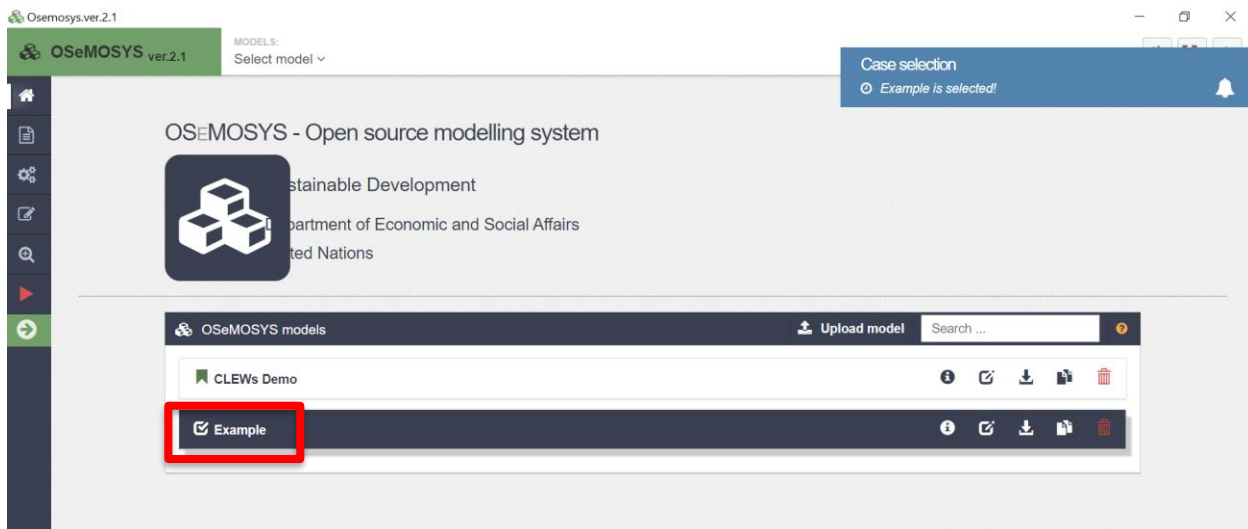 Osemosys.ver.2.1
OSeMOSYS ver.2.1
MODELS:
Select model
Case selection
Example is selected!
OSEMOSYS - Open source modelling system
stainable Development
partment of Economic and Social Affairs
ted Nations
OSeMOSYS models
Upload model
Search ...
CLEWs Demo
Example